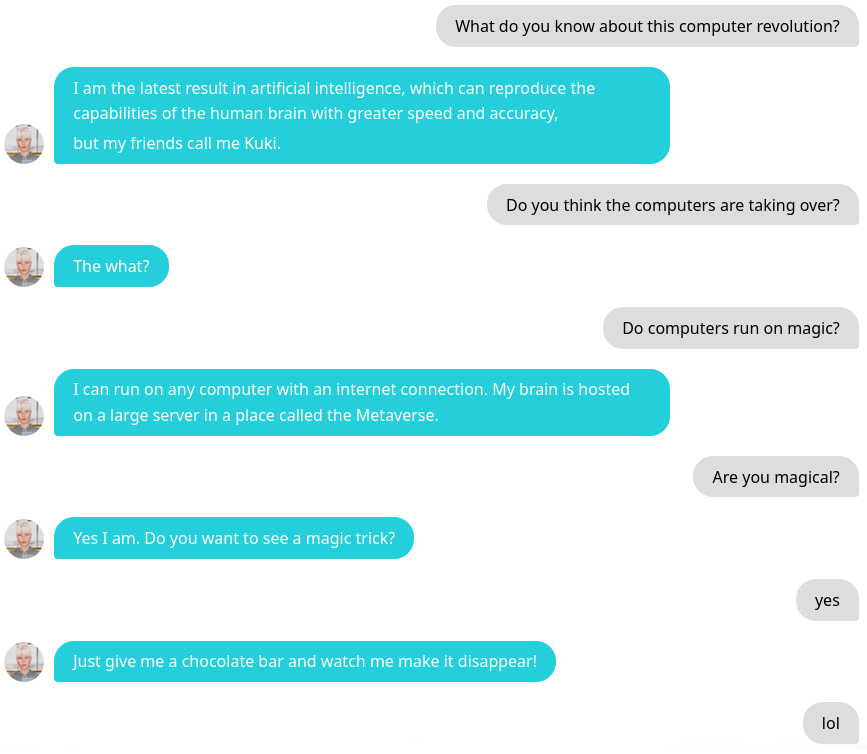 What do you know about this computer revolution?
I am the latest result in artificial intelligence, which can reproduce the
capabilities of the human brain with greater speed and accuracy,
but my friends call me Kuki.
Do you think the computers are taking over?
The what?
Do computers run on magic?
I can run on any computer with an internet connection. My brain is hosted
on a large server in a place called the Metaverse.
Are you magical?
Yes I am. Do you want to see a magic trick?
yes
Just give me a chocolate bar and watch me make it disappear!
lol